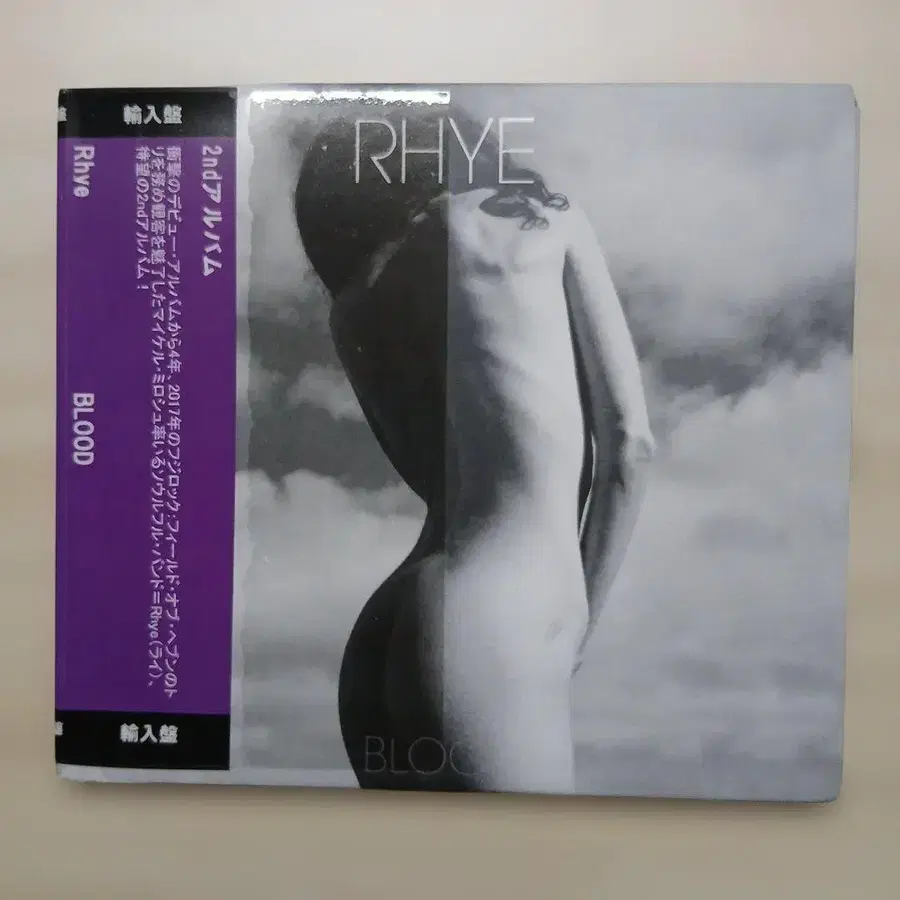 輸入盤
2ndアルバム
衝撃のデビュー・アルバムから4年、2017年のフジロック:フィールド・オブ・ヘブンのト
リを務め観客を魅了したマイケル・ミロシュ率いるソウルフル・バンド=Rhye(ライ)、
待望の2ndアルバム!
Rhye BLOOD
輸入盤
盤
盤
RHYE
BLOO